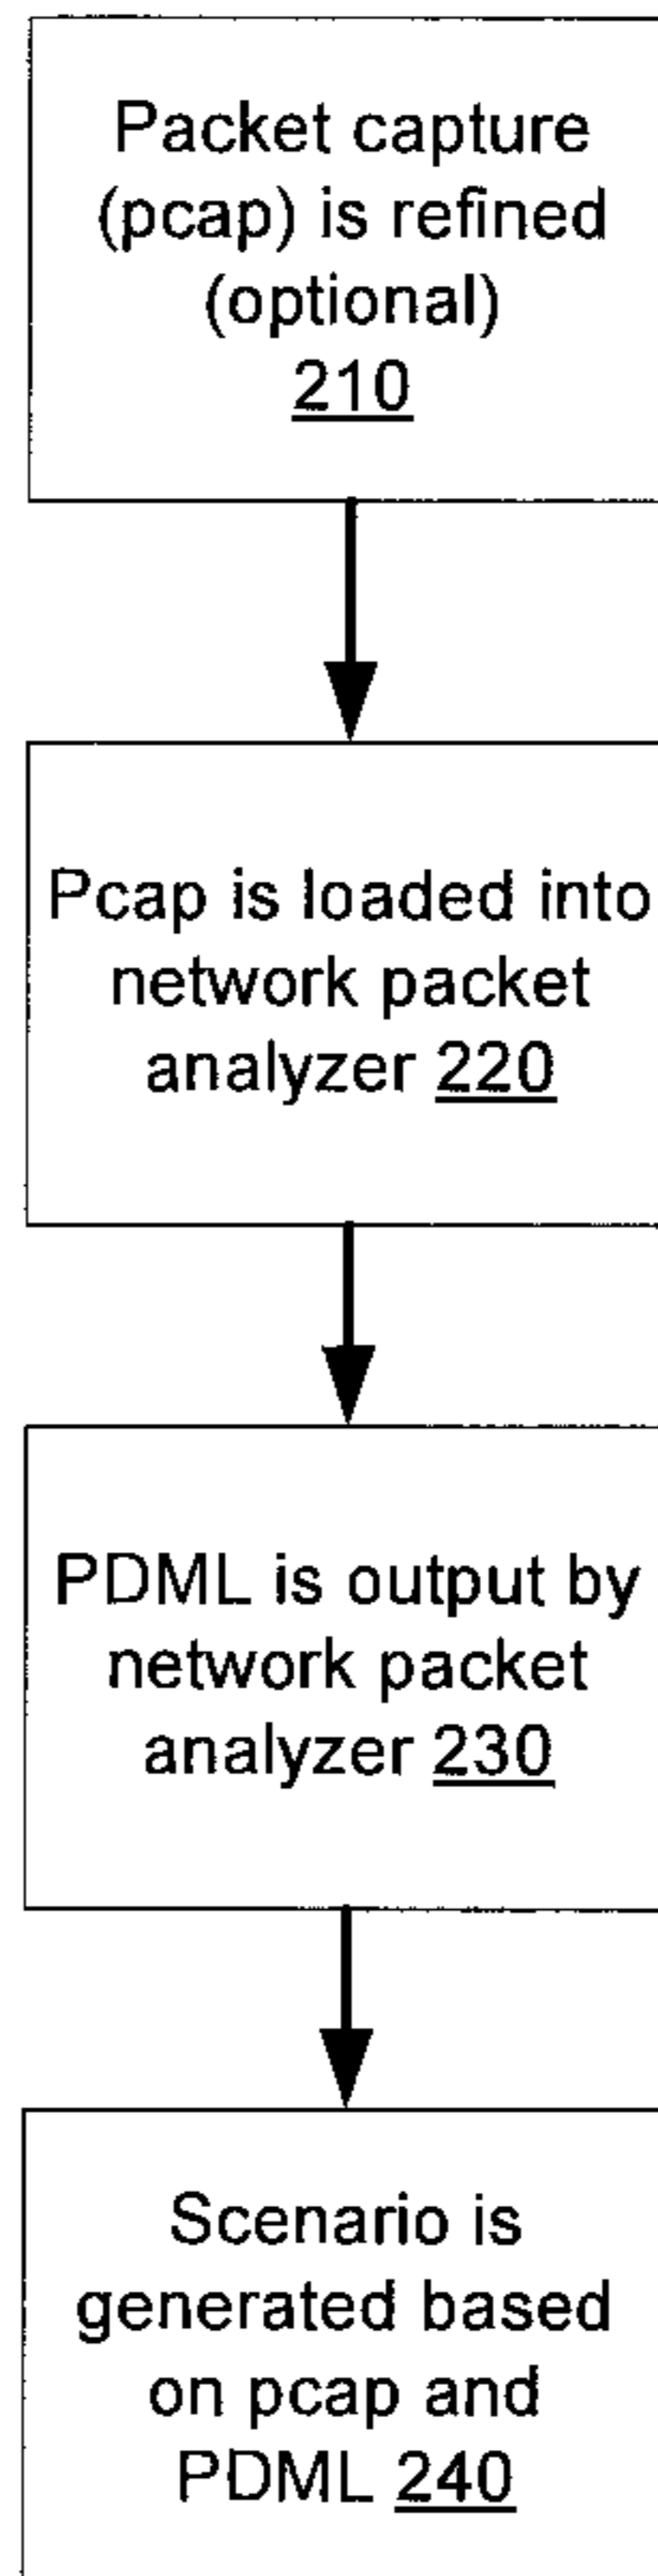 Packet capture
(pcap) is refined
(optional)
210
Pcap is loaded into
network packet
analyzer 220
PDML is output by
network packet
analyzer 230
Scenario is
generated based
on pcap and
PDML 240